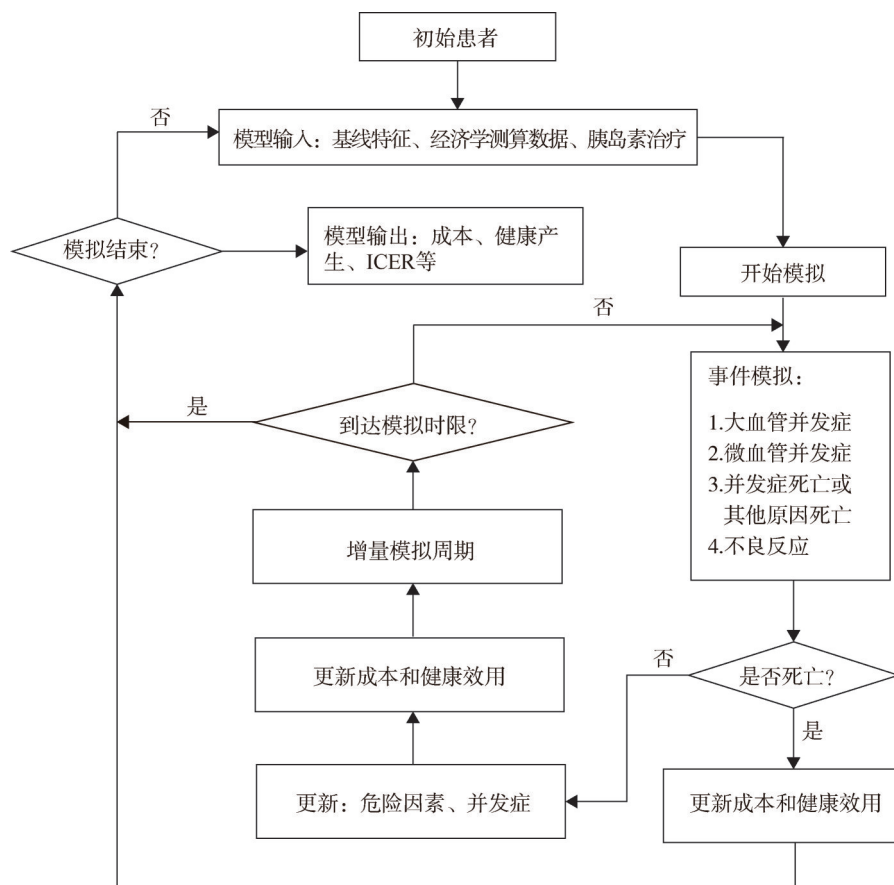 初始患者
否
模型输入：基线特征、经济学测算数据、胰岛素治疗
模拟结束？
模型输出：成本、健康产
生、ICER等
开始模拟
否
事件模拟：
是
到达模拟时限？
1.大血管并发症
2.微血管并发症
3.并发症死亡或
其他原因死亡
4.不良反应
增量模拟周期
否
是否死亡？
更新成本和健康效用
是
更新：危险因素、并发症
更新成本和健康效用